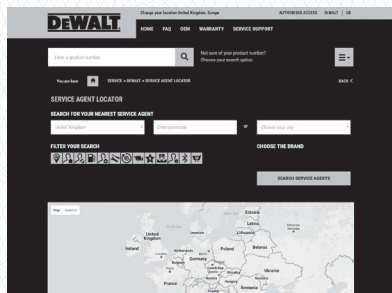 Change your location United Kingdom, Europe
AUTHORISED ACCESS DEWALT GB
DEWALT
HOME FAQ OEM WARRANTY SERVICE SUPPORT
Enter a product number
Not sure of your product number?
Choose your search option.
You are here SERVICE > DEWALT > SERVICE AGENT LOCATOR BACK <
SERVICE AGENT LOCATOR
SEARCH FOR YOUR NEAREST SERVICE AGENT
United Kingdom Enter postcode or Choose your city
FILTER YOUR SEARCH CHOOSE THE BRAND
SEARCH SERVICE AGENTS
Map Satellite
Estonia
Latvia
Lithuania
United Kingdom
Ireland
Netherlands
Poland
Belarus
Germany
Ukraine
France
Romania